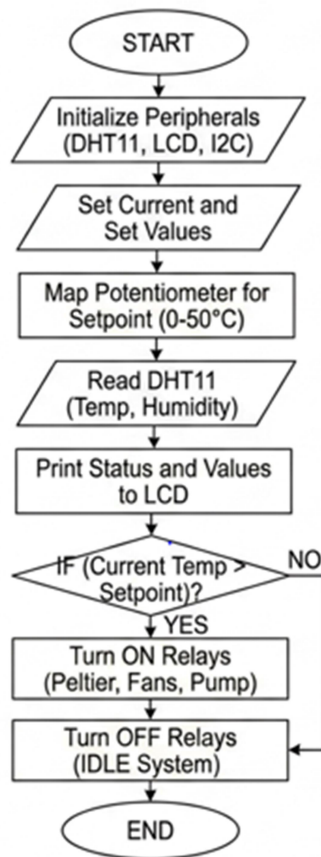 START
Initialize Peripherals
(DHT11, LCD, I2C)
Set Current and
Set Values
Map Potentiometer for
Setpoint (0-50°C)
Read DHT11
(Temp, Humidity)
Print Status and Values
to LCD
IF (Current Temp >
Setpoint)?
NO
YES
Turn ON Relays
(Peltier, Fans, Pump)
Turn OFF Relays
(IDLE System)
END